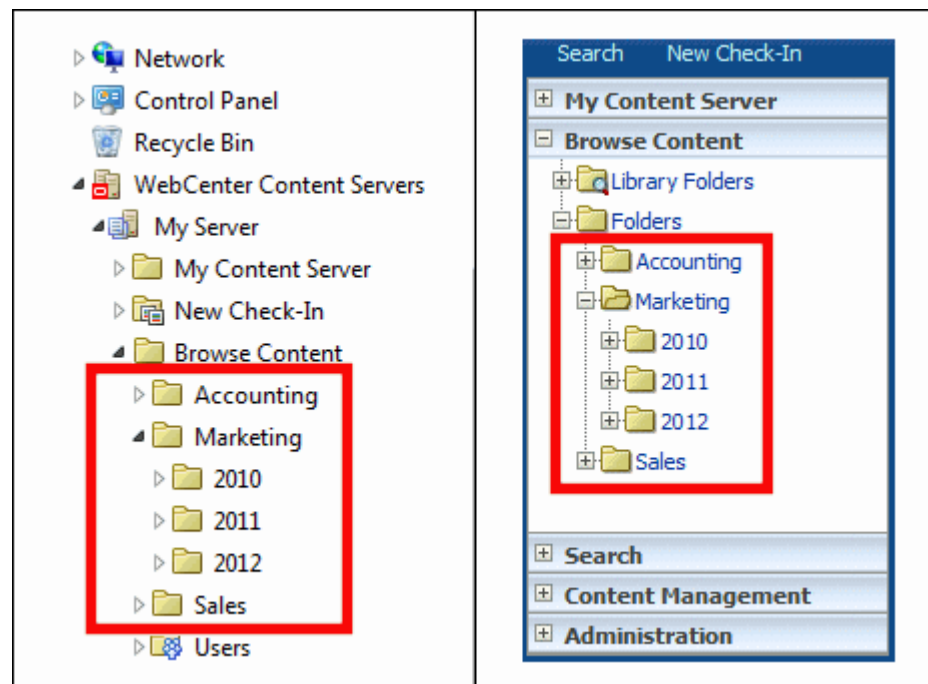 Network
Control Panel
Recycle Bin
WebCenter Content Servers
My Server
My Content Server
New Check-In
Browse Content
Accounting
Marketing
2010
2011
2012
Sales
Users
Search New Check-In
My Content Server
Browse Content
Library Folders
Folders
Accounting
Marketing
2010
2011
2012
Sales
Search
Content Management
Administration